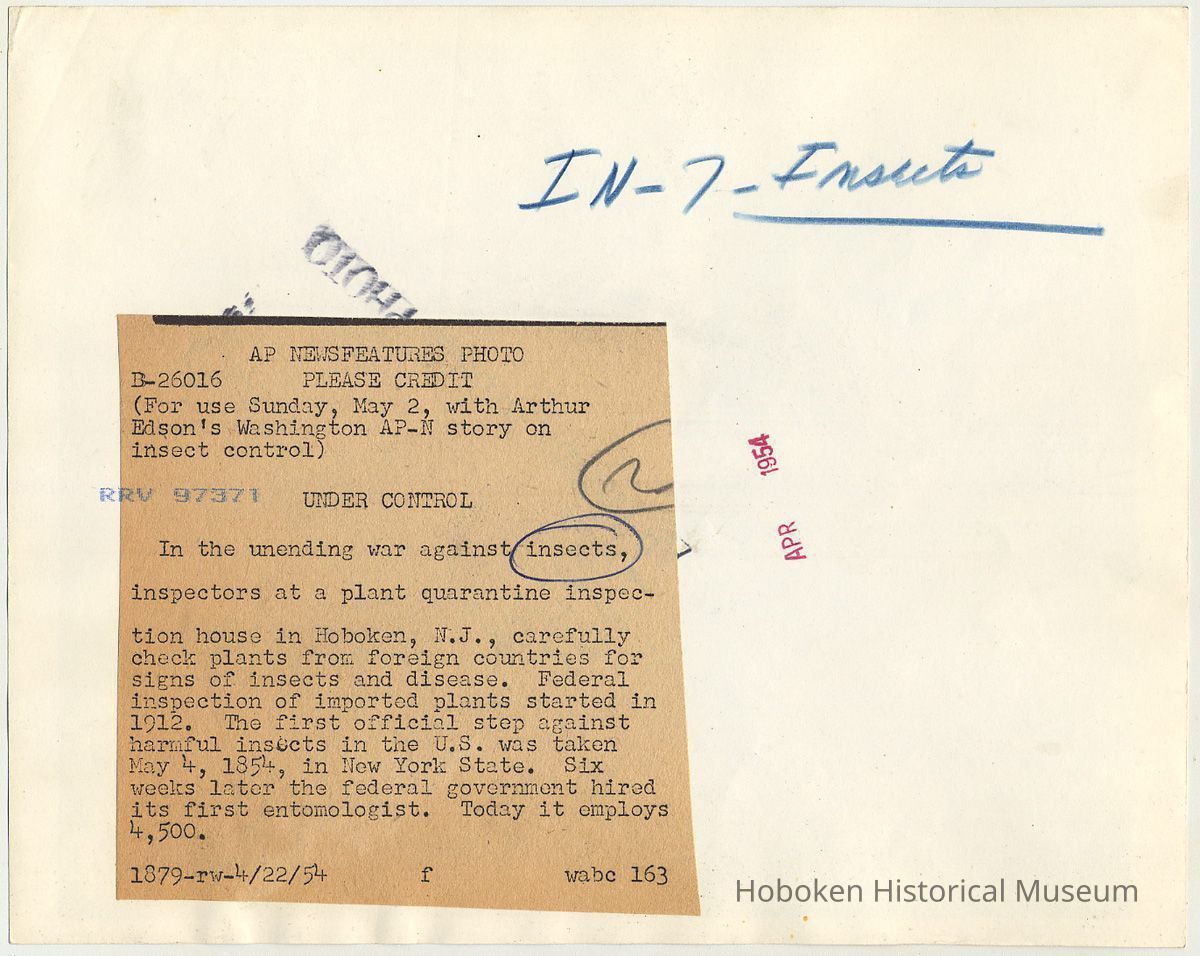 IN-7-Insects
PHOTO
AP NEWSFEATURES PHOTO
B-26016 PLEASE CREDIT
(For use Sunday, May 2, with Arthur
Edson's Washington AP-N story on
insect control)
RRV 97371
UNDER CONTROL
In the unending war against insects,
inspectors at a plant quarantine inspec-
tion house in Hoboken, N.J., carefully
check plants from foreign countries for
signs of insects and disease. Federal
inspection of imported plants started in
1912. The first official step against
harmful insects in the U.S. was taken
May 4, 1854, in New York State. Six
weeks later the federal government hired
its first entomologist. Today it employs
4,500.
1879-rw-4/22/54 f wabc 163
APR 1954
Hoboken Historical Museum